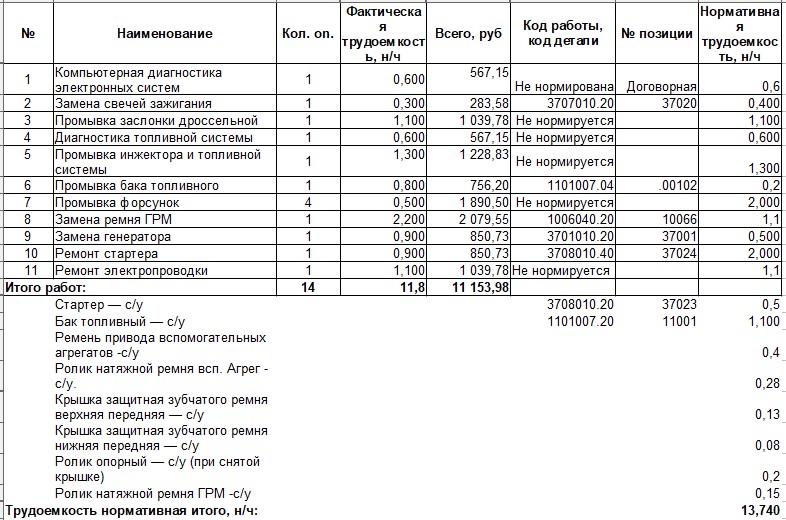 № Наименование Кол. оп. Фактическа
я
трудоемкост
ь, н/ч Всего, руб Код работы,
код детали № позиции Нормативна
я
трудоемкос
ть, н/ч
1 Компьютерная диагностика
электронных систем 1 0,600 567,15 Не нормирована Договорная 0,6
2 Замена свечей зажигания 1 0,300 283,58 3707010.20 37020 0,400
3 Промывка заслонки дроссельной 1 1,100 1 039,78 Не нормируется 1,100
4 Диагностика топливной системы 1 0,600 567,15 Не нормируется 0,600
5 Промывка инжектора и топливной
системы 1 1,300 1 228,83 Не нормируется 1,300
6 Промывка бака топливного 1 0,800 756,20 1101007.04 .00102 0,2
7 Промывка форсунок 4 0,500 1 890,50 Не нормируется 2,000
8 Замена ремня ГРМ 1 2,200 2 079,55 1006040.20 10066 1,1
9 Замена генератора 1 0,900 850,73 3701010.20 37001 0,500
10 Ремонт стартера 1 0,900 850,73 3708010.40 37024 2,000
11 Ремонт электропроводки 1 1,100 1 039,78 Не нормируется 1,1
Итого работ: 14 11,8 11 153,98
Стартер — с/у 3708010.20 37023 0,5
Бак топливный — с/у 1101007.20 11001 1,100
Ремень привода вспомогательных
агрегатов -с/у 0,4
Ролик натяжной ремня всп. Агрег -
с/у. 0,28
Крышка защитная зубчатого ремня
верхняя передняя — с/у 0,13
Крышка защитная зубчатого ремня
нижняя передняя — с/у 0,08
Ролик опорный — с/у (при снятой
крышке) 0,2
Ролик натяжной ремня ГРМ -с/у 0,15
Трудоемкость нормативная итого, н/ч: 13,740